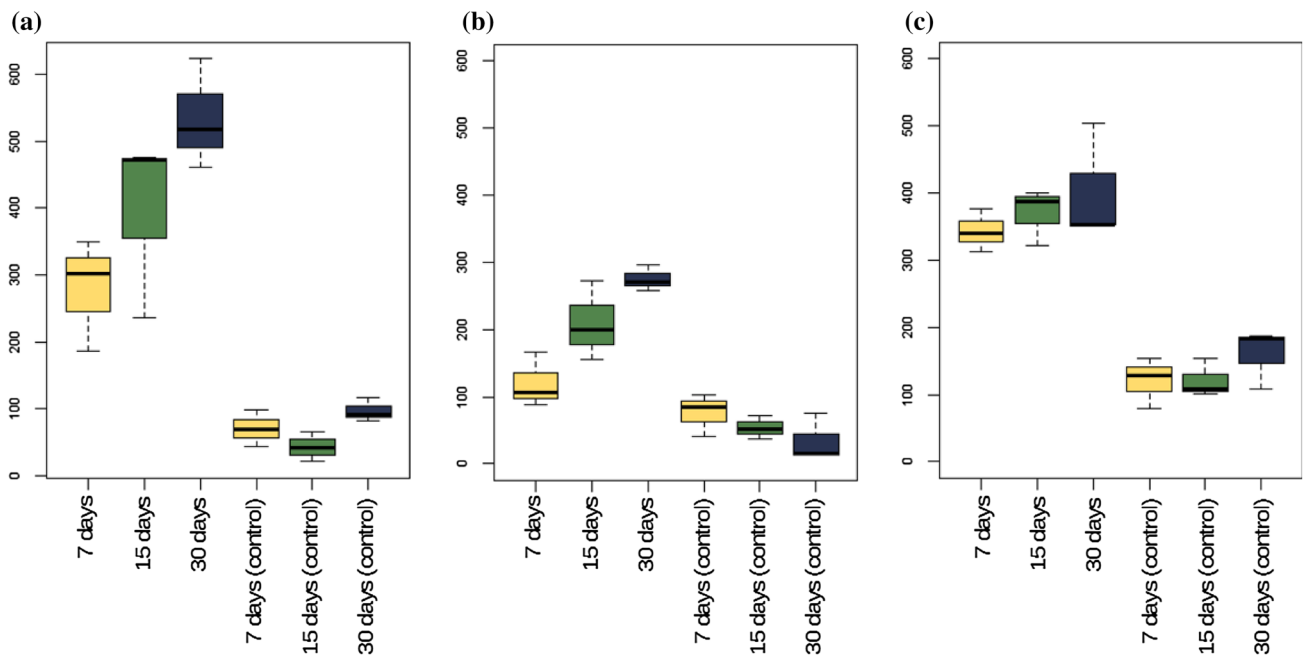 (a)
600
500
400
300
200
100
0
7 days
15 days
30 days
7 days (control)
15 days (control)
30 days (control)
(b)
600
500
400
300
200
100
0
7 days
15 days
30 days
7 days (control)
15 days (control)
30 days (control)
(c)
600
500
400
300
200
100
0
7 days
15 days
30 days
7 days (control)
15 days (control)
30 days (control)